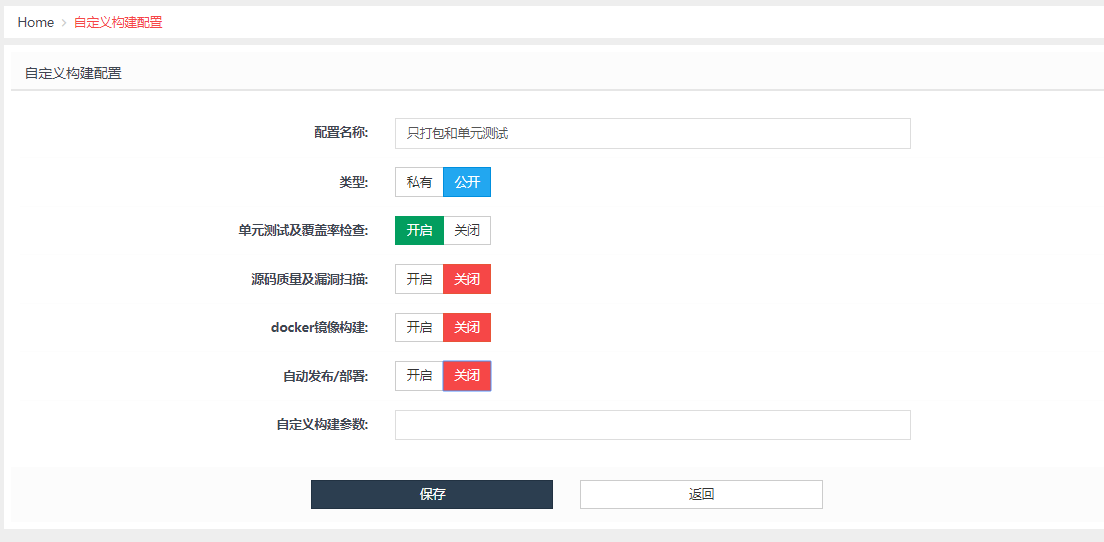 Home > 自定义构建配置
自定义构建配置
配置名称: 只打包和单元测试
类型: 私有 公开
单元测试及覆盖率检查: 开启 关闭
源码质量及漏洞扫描: 开启 关闭
docker镜像构建: 开启 关闭
自动发布/部署: 开启 关闭
自定义构建参数:
保存 返回